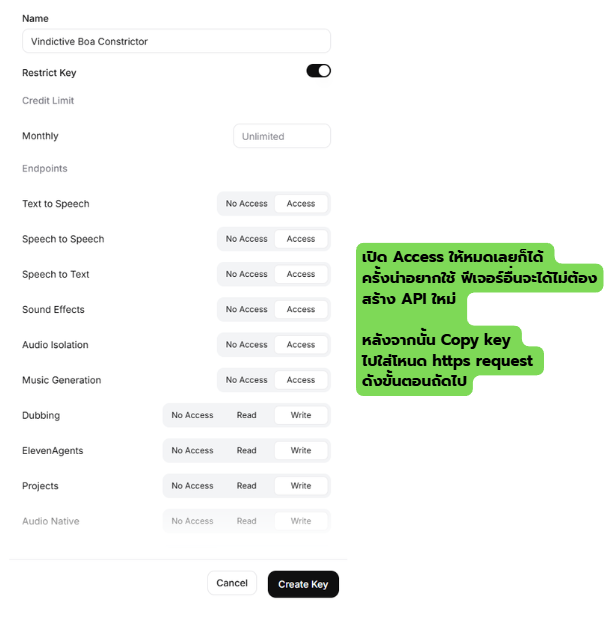 Name
Vindictive Boa Constrictor
Restrict Key
Credit Limit
Monthly Unlimited
Endpoints
Text to Speech No Access Access
Speech to Speech No Access Access
Speech to Text No Access Access
Sound Effects No Access Access
Audio Isolation No Access Access
Music Generation No Access Access
Dubbing No Access Read Write
ElevenAgents No Access Read Write
Projects No Access Read Write
Audio Native No Access Read Write
Cancel Create Key
เปิด Access ให้หมดเลยก็ได้
ครั้งน่าอยากใช้ ฟีเจอร์อื่นจะได้ไม่ต้อง
สร้าง API ใหม่
หลังจากนั้น Copy key
ไปใส่โหนด https request
ดังขั้นตอนถัดไป